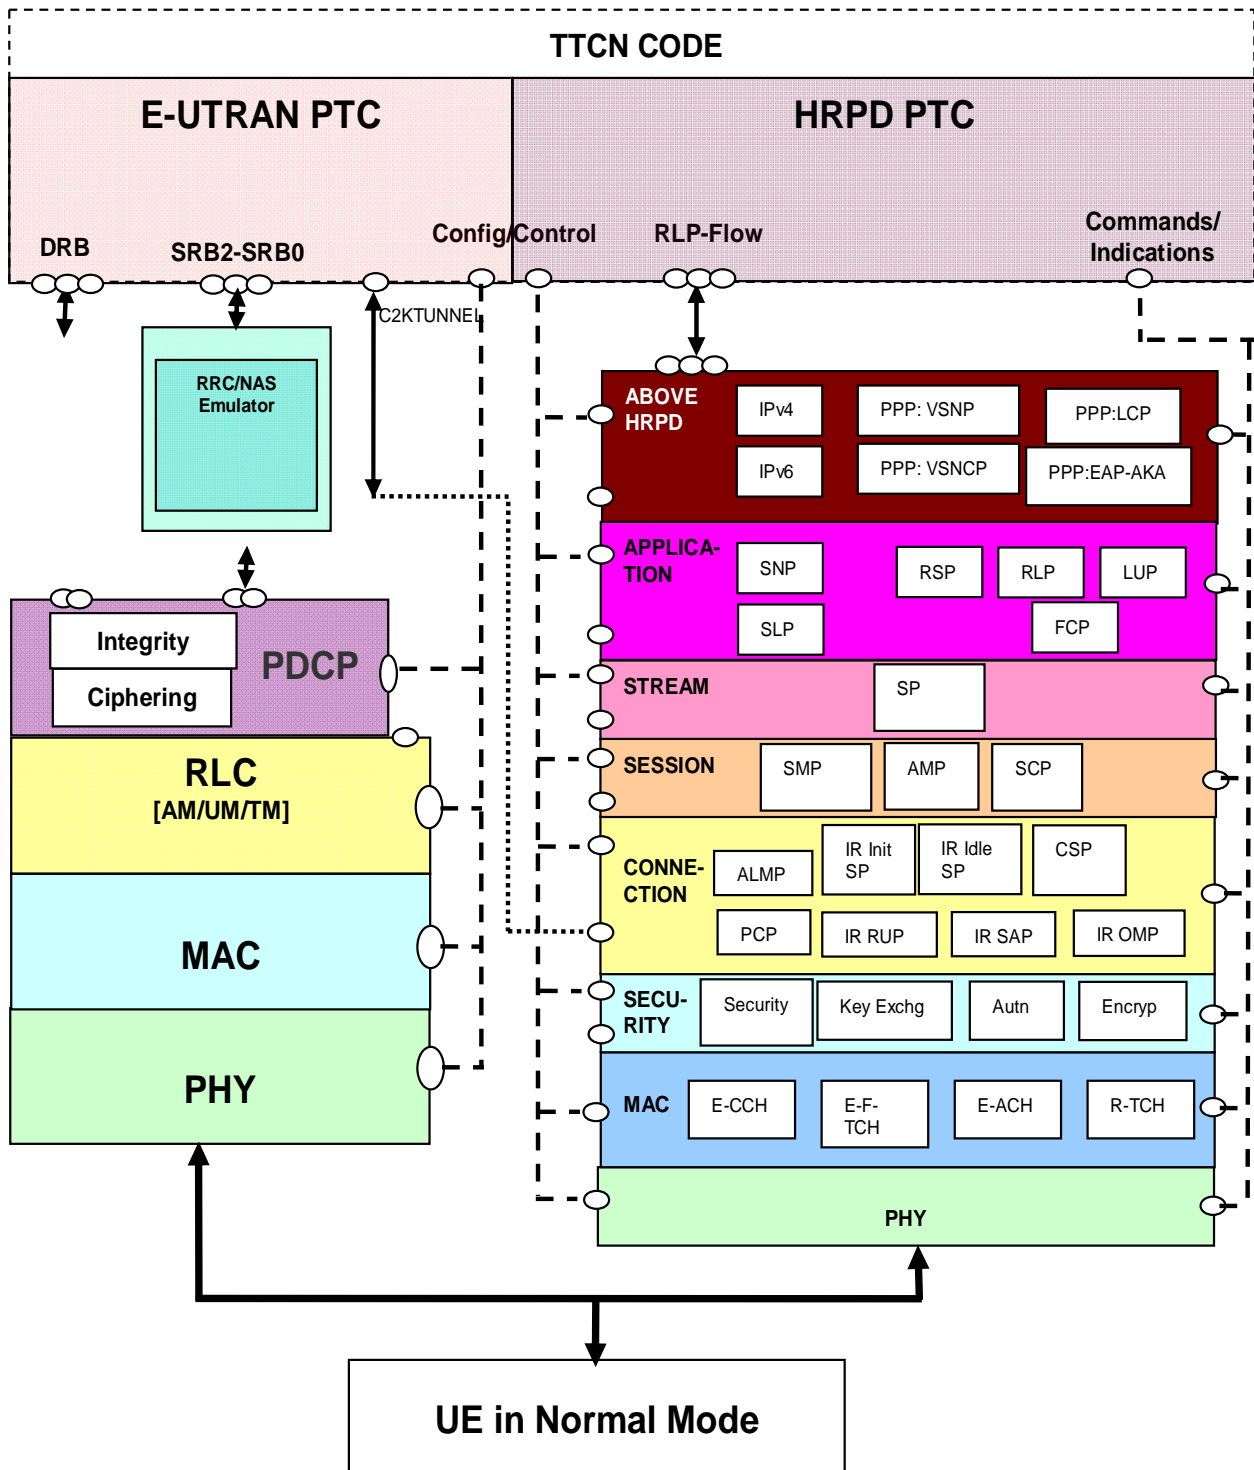 TTCN CODE
E-UTRAN PTC
HRPD PTC
DRB
SRB2-SRB0
Config/Control
RLP-Flow
Commands/
Indications
C2KTUNNEL
RRC/NAS
Emulator
Integrity
Ciphering
PDCP
RLC
[AM/UM/TM]
MAC
PHY
ABOVE
HRPD
IPv4
PPP: VSNP
PPP:LCP
IPv6
PPP: VSNCP
PPP:EAP-AKA
APPLICA-
TION
SNP
RSP
RLP
LUP
SLP
FCP
STREAM
SP
SESSION
SMP
AMP
SCP
CONNE-
CTION
ALMP
IR Init
SP
IR Idle
SP
CSP
PCP
IR RUP
IR SAP
IR OMP
SECU-
RITY
Security
Key Exchg
Autn
Encryp
MAC
E-CCH
E-F-
TCH
E-ACH
R-TCH
PHY
UE in Normal Mode